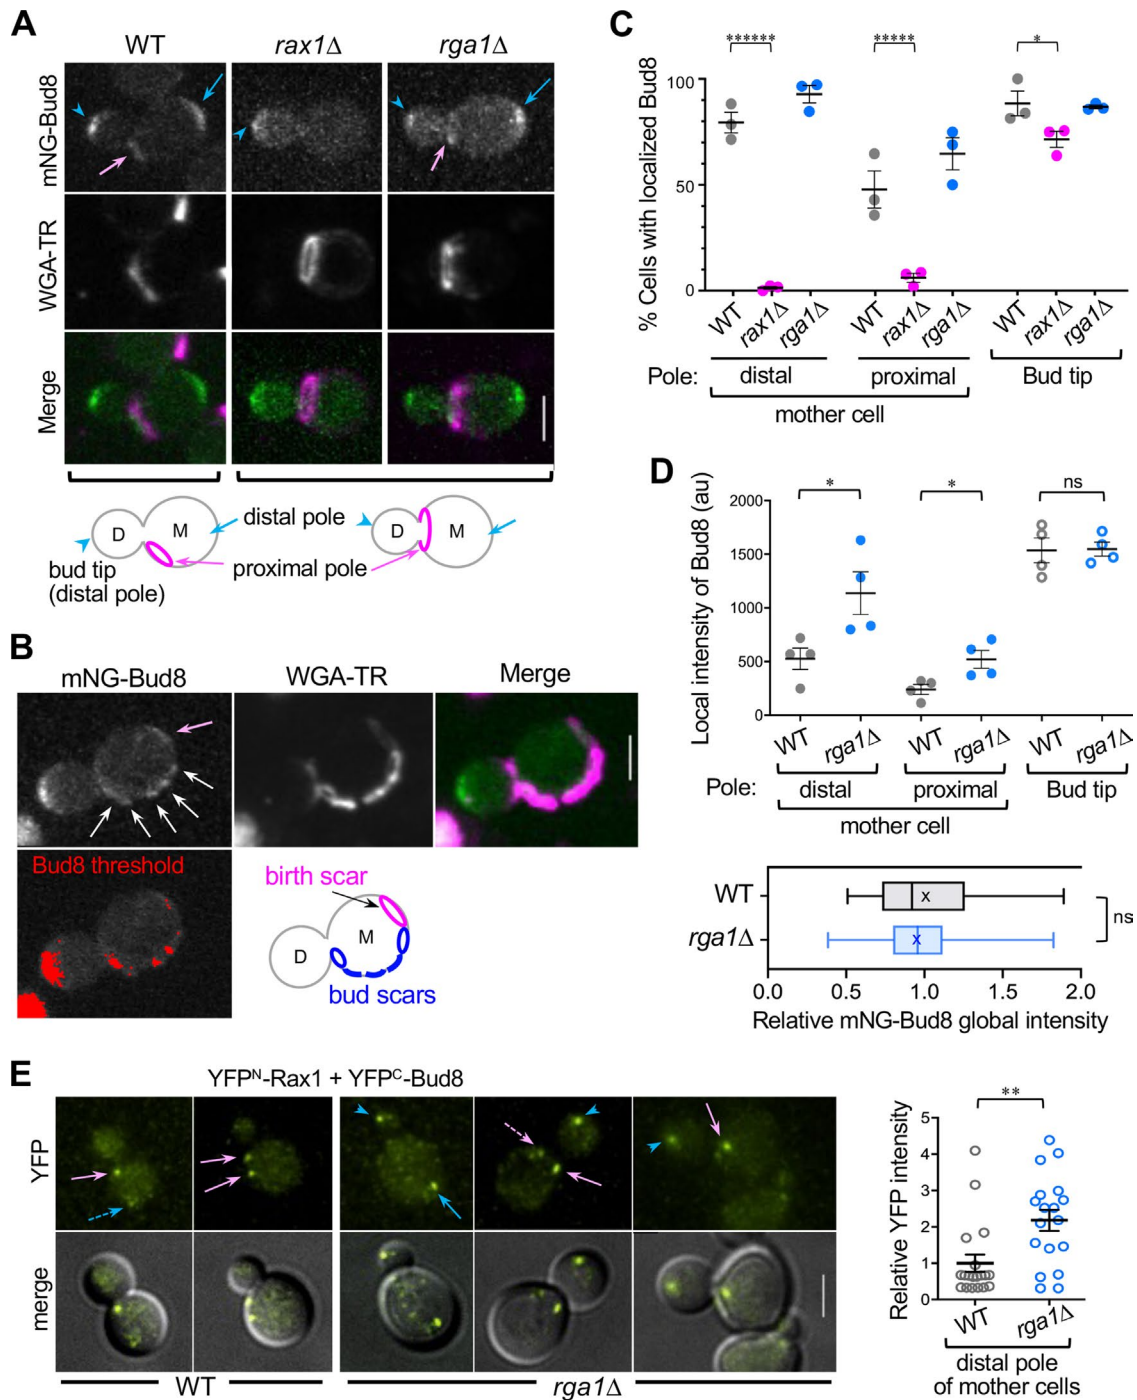 A
WT rax1Δ rga1Δ
mNG-Bud8
WGA-TR
Merge
D M distal pole D M
bud tip
(distal pole)
proximal pole
B
mNG-Bud8 WGA-TR Merge
Bud8 threshold
birth scar
D M
bud scars
C
% Cells with localized Bud8
****** ***** *
100
50
0
WT rax1Δ rga1Δ WT rax1Δ rga1Δ WT rax1Δ rga1Δ
Pole: distal proximal Bud tip
mother cell
D
Local intensity of Bud8 (au)
* * ns
2000
1500
1000
500
0
WT rga1Δ WT rga1Δ WT rga1Δ
Pole: distal proximal Bud tip
mother cell
WT x
rga1Δ x
ns
0.0 0.5 1.0 1.5 2.0
Relative mNG-Bud8 global intensity
E
YFPᴺ-Rax1 + YFPᶜ-Bud8
YFP
merge
WT rga1Δ
Relative YFP intensity
**
5
4
3
2
1
0
WT rga1Δ
distal pole
of mother cells